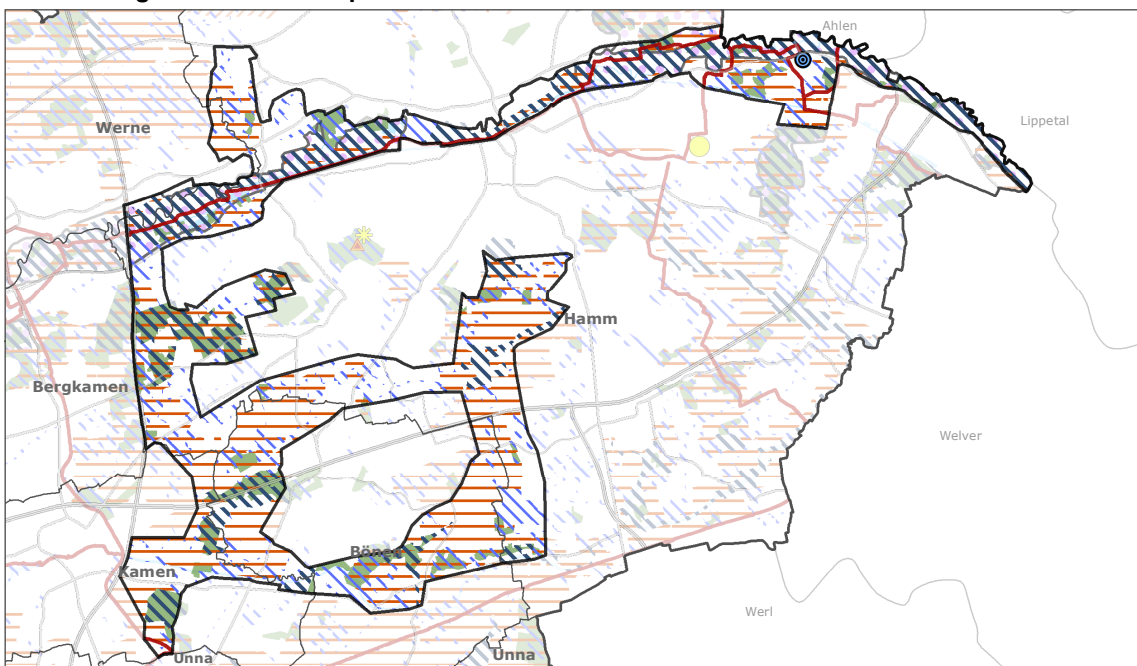 Ahlen
Werne
Lippetal
Hamm
Bergkamen
Welver
Bönen
Kamen
Werl
Unna
Unna